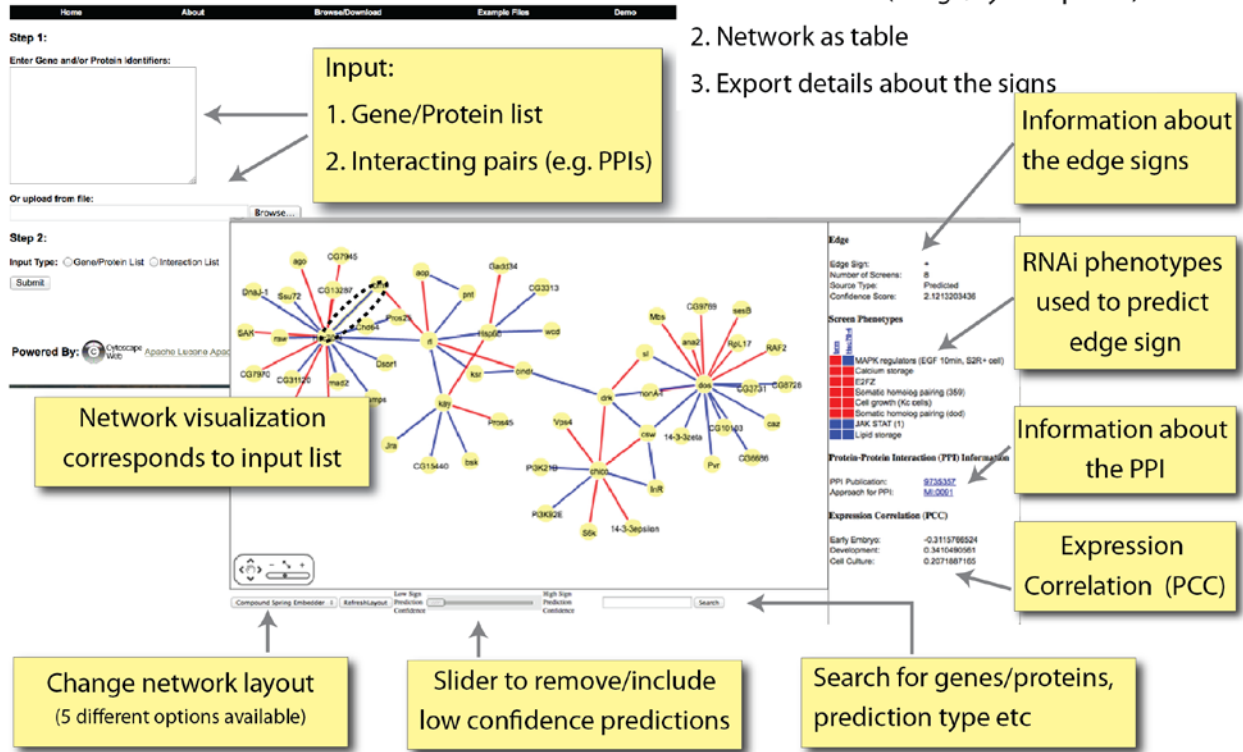 Home About Browse/Download Example Files Demo
Step 1:
Enter Gene and/or Protein Identifiers:
Or upload from file:
Browse...
Step 2:
Input Type: Gene/Protein List Interaction List
Submit
Powered By: Cytoscape Web Apache Lucene
Input:
1. Gene/Protein list
2. Interacting pairs (e.g. PPIs)
2. Network as table
3. Export details about the signs
Information about
the edge signs
RNAi phenotypes
used to predict
edge sign
Information about
the PPI
Expression
Correlation (PCC)
Network visualization
corresponds to input list
ago
CG7945
DnaJ-1
Ssu72
CG13287
SAK
raw
Pros25
Dsor1
CG7970
CG31120
mad2
aop
pnt
Gadd34
CG3313
Hsp60
wcd
rl
ksr
cindr
kay
Pros45
Jra
CG15440
bsk
drk
Vps4
csw
chico
InR
PI3K21B
PI3K92E
S6k
14-3-3epsilon
Mbs
CG9769
sesB
ana2
RpL17
RAF2
sl
nonA-l
dos
CG3731
CG8728
CG10103
caz
14-3-3zeta
CG6686
Pvr
Edge
Edge Sign: +
Number of Screens: 8
Source Type: Predicted
Confidence Score: 2.1213203436
Screen Phenotypes
MAPK regulators (EGF 10min, S2R+ cell)
Calcium storage
E2FZ
Somatic homolog pairing (359)
Cell growth (Kc cells)
Somatic homolog pairing (dod)
JAK STAT (1)
Lipid storage
Protein-Protein Interaction (PPI) Information
PPI Publication: 9735357
Approach for PPI: MI:0001
Expression Correlation (PCC)
Early Embryo: -0.3115766524
Development: 0.3410490561
Cell Culture: 0.2071887165
Compound Spring Embedder RefreshLayout
Low Sign
Prediction
Confidence
High Sign
Prediction
Confidence
Search
Change network layout
(5 different options available)
Slider to remove/include
low confidence predictions
Search for genes/proteins,
prediction type etc